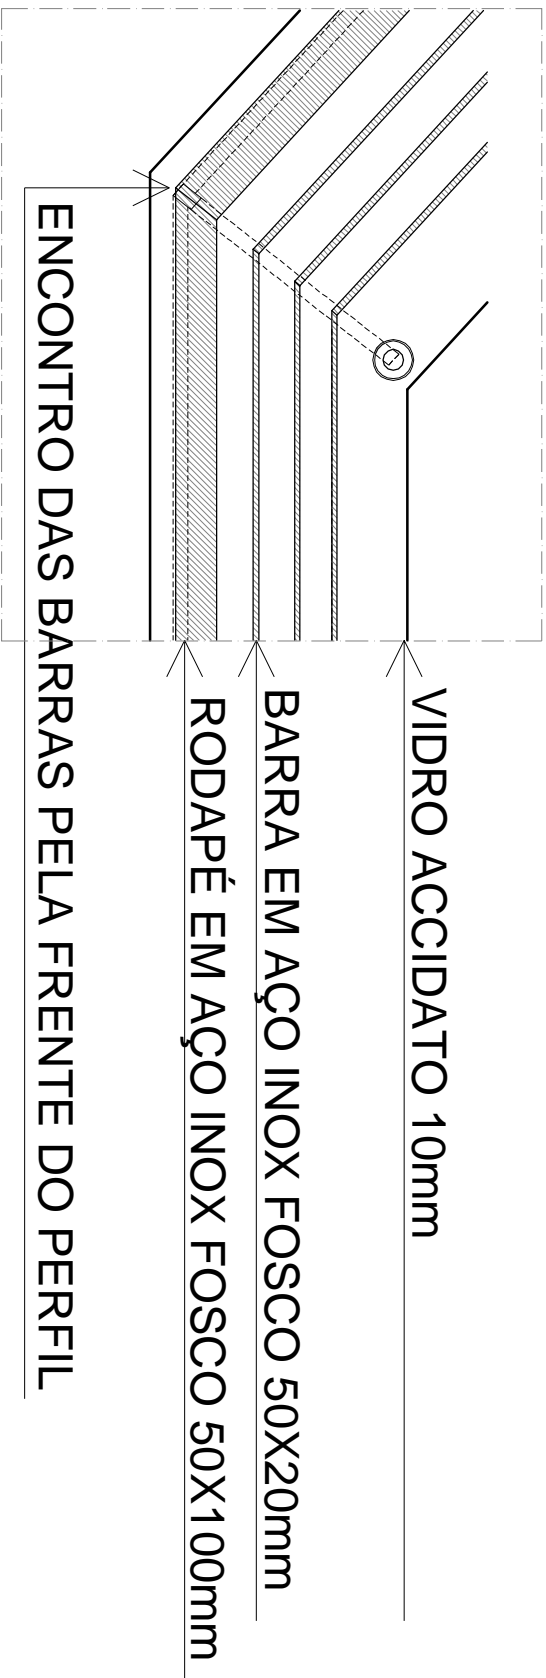 VIDRO ACCIDATO 10mm
BARRA EM AÇO INOX FOSCO 50X20mm
RODAPÉ EM AÇO INOX FOSCO 50X100mm
ENCONTRO DAS BARRAS PELA FRENTE DO PERFIL